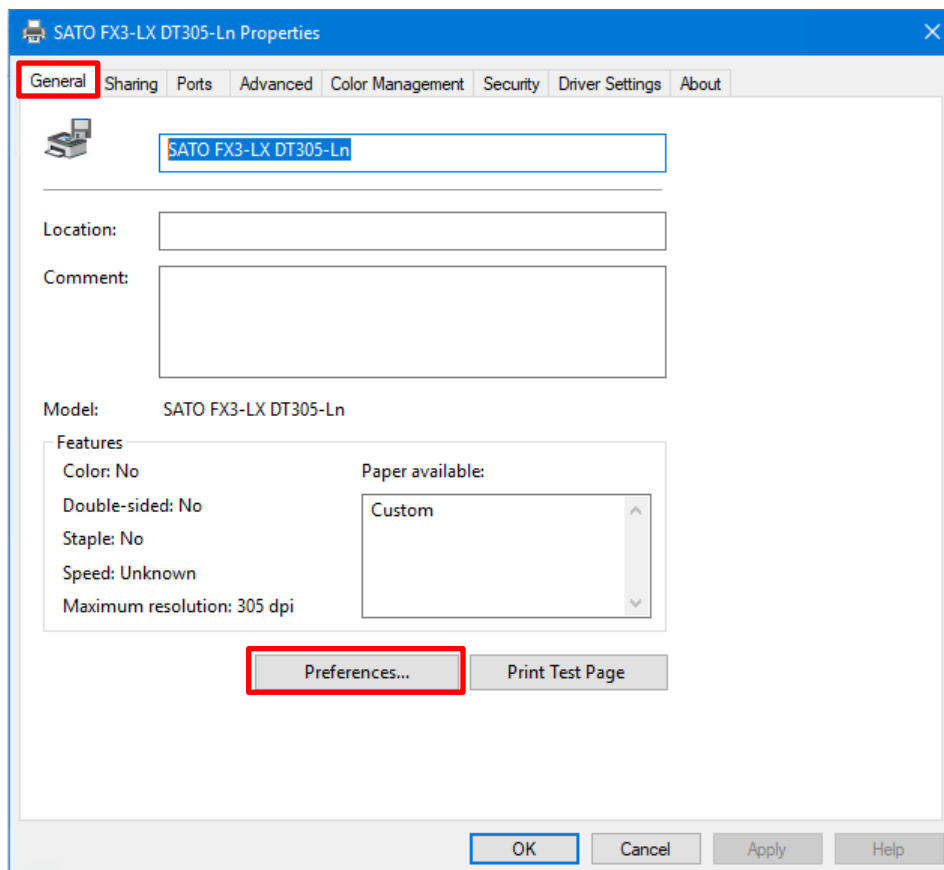 SATO FX3-LX DT305-Ln Properties
General Sharing Ports Advanced Color Management Security Driver Settings About
SATO FX3-LX DT305-Ln
Location:
Comment:
Model: SATO FX3-LX DT305-Ln
Features
Color: No
Double-sided: No
Staple: No
Speed: Unknown
Maximum resolution: 305 dpi
Paper available:
Custom
Preferences... Print Test Page
OK Cancel Apply Help